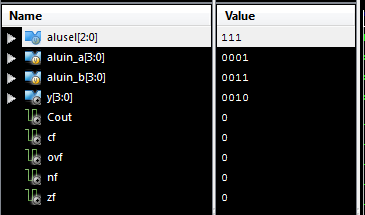 Name Value
alusel[2:0] 111
aluin_a[3:0] 0001
aluin_b[3:0] 0011
y[3:0] 0010
Cout 0
cf 0
ovf 0
nf 0
zf 0